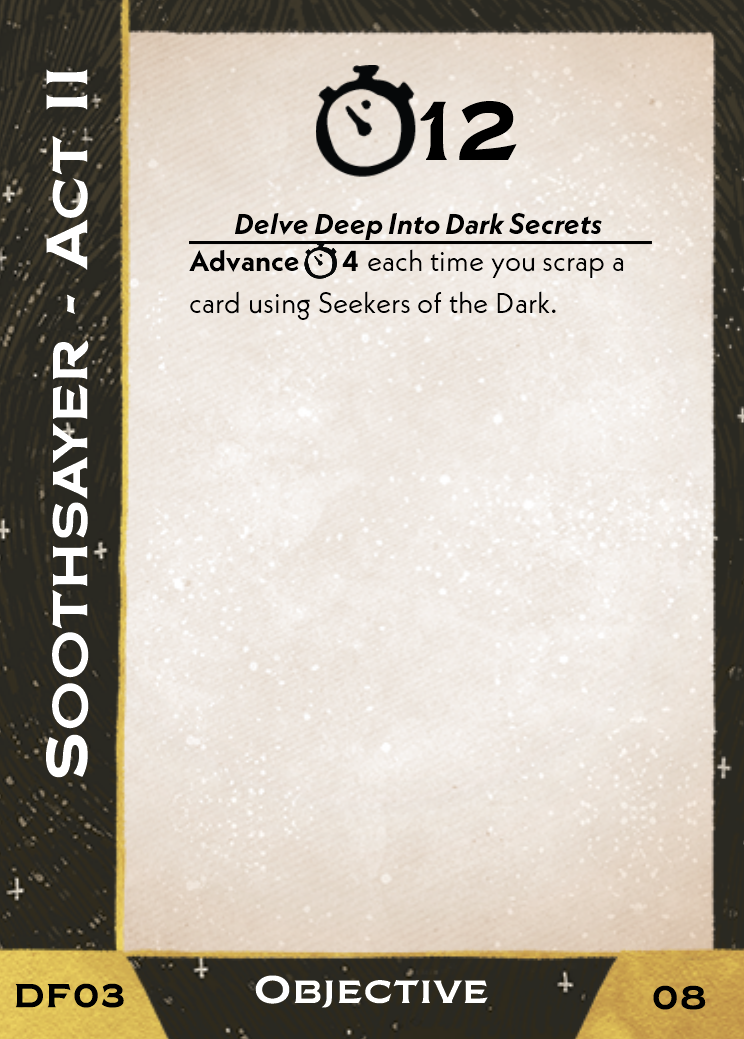 SOOTHSAYER - ACT II
12
Delve Deep Into Dark Secrets
Advance 4 each time you scrap a
card using Seekers of the Dark.
DF03
OBJECTIVE
08